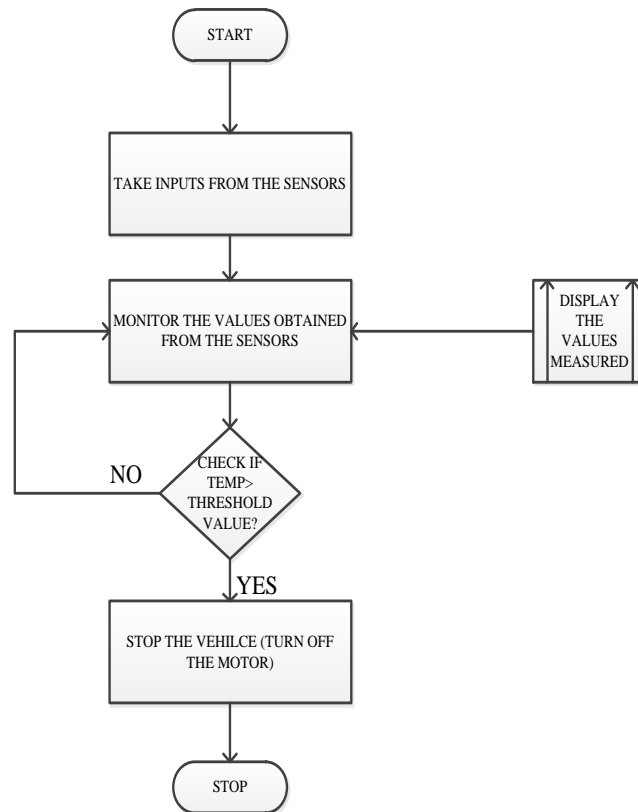 START
TAKE INPUTS FROM THE SENSORS
MONITOR THE VALUES OBTAINED
FROM THE SENSORS
DISPLAY
THE
VALUES
MEASURED
CHECK IF
TEMP>
THRESHOLD
VALUE?
NO
YES
STOP THE VEHILCE (TURN OFF
THE MOTOR)
STOP